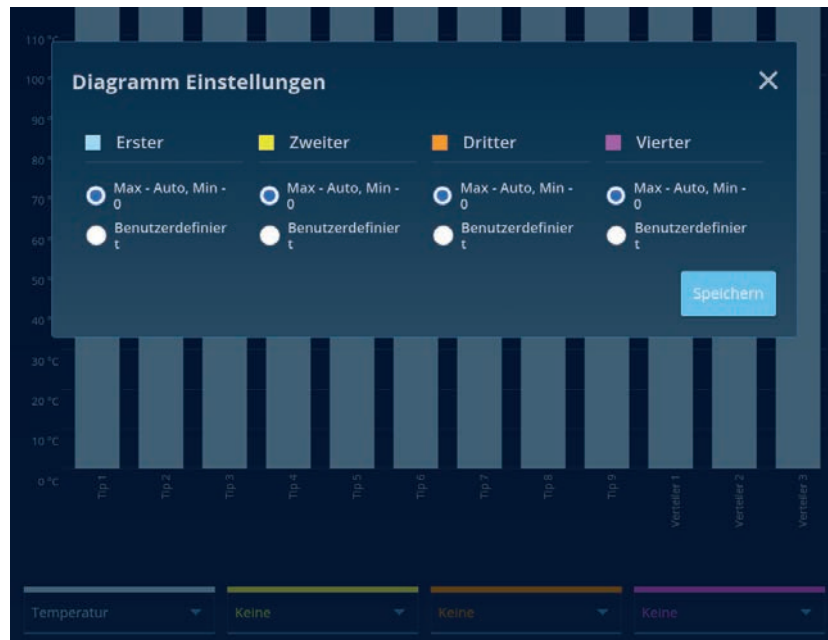 110 °C
Diagramm Einstellungen
100 °
90 °
Erster
Zweiter
Dritter
Vierter
80 °
Max - Auto, Min -
0
Max - Auto, Min -
0
Max - Auto, Min -
0
Max - Auto, Min -
0
70 °
Benutzerdefinier
t
Benutzerdefinier
t
Benutzerdefinier
t
Benutzerdefinier
t
60 °
50 °
Speichern
40 °
30 °C
20 °C
10 °C
0 °C
Tip 1
Tip 2
Tip 3
Tip 4
Tip 5
Tip 6
Tip 7
Tip 8
Tip 9
Verteiler 1
Verteiler 2
Verteiler 3
Temperatur
Keine
Keine
Keine